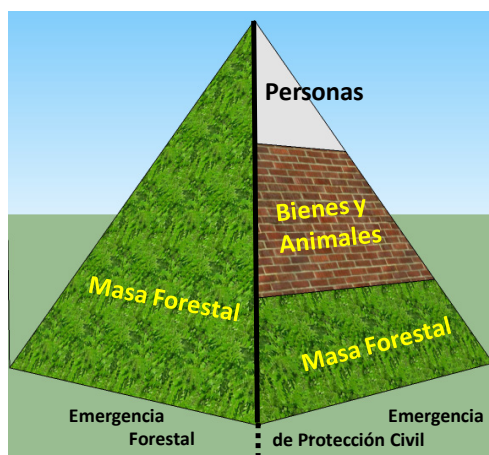 Personas
Bienes y
Animales
Masa Forestal
Masa Forestal
Emergencia
Forestal
Emergencia
de Protección Civil